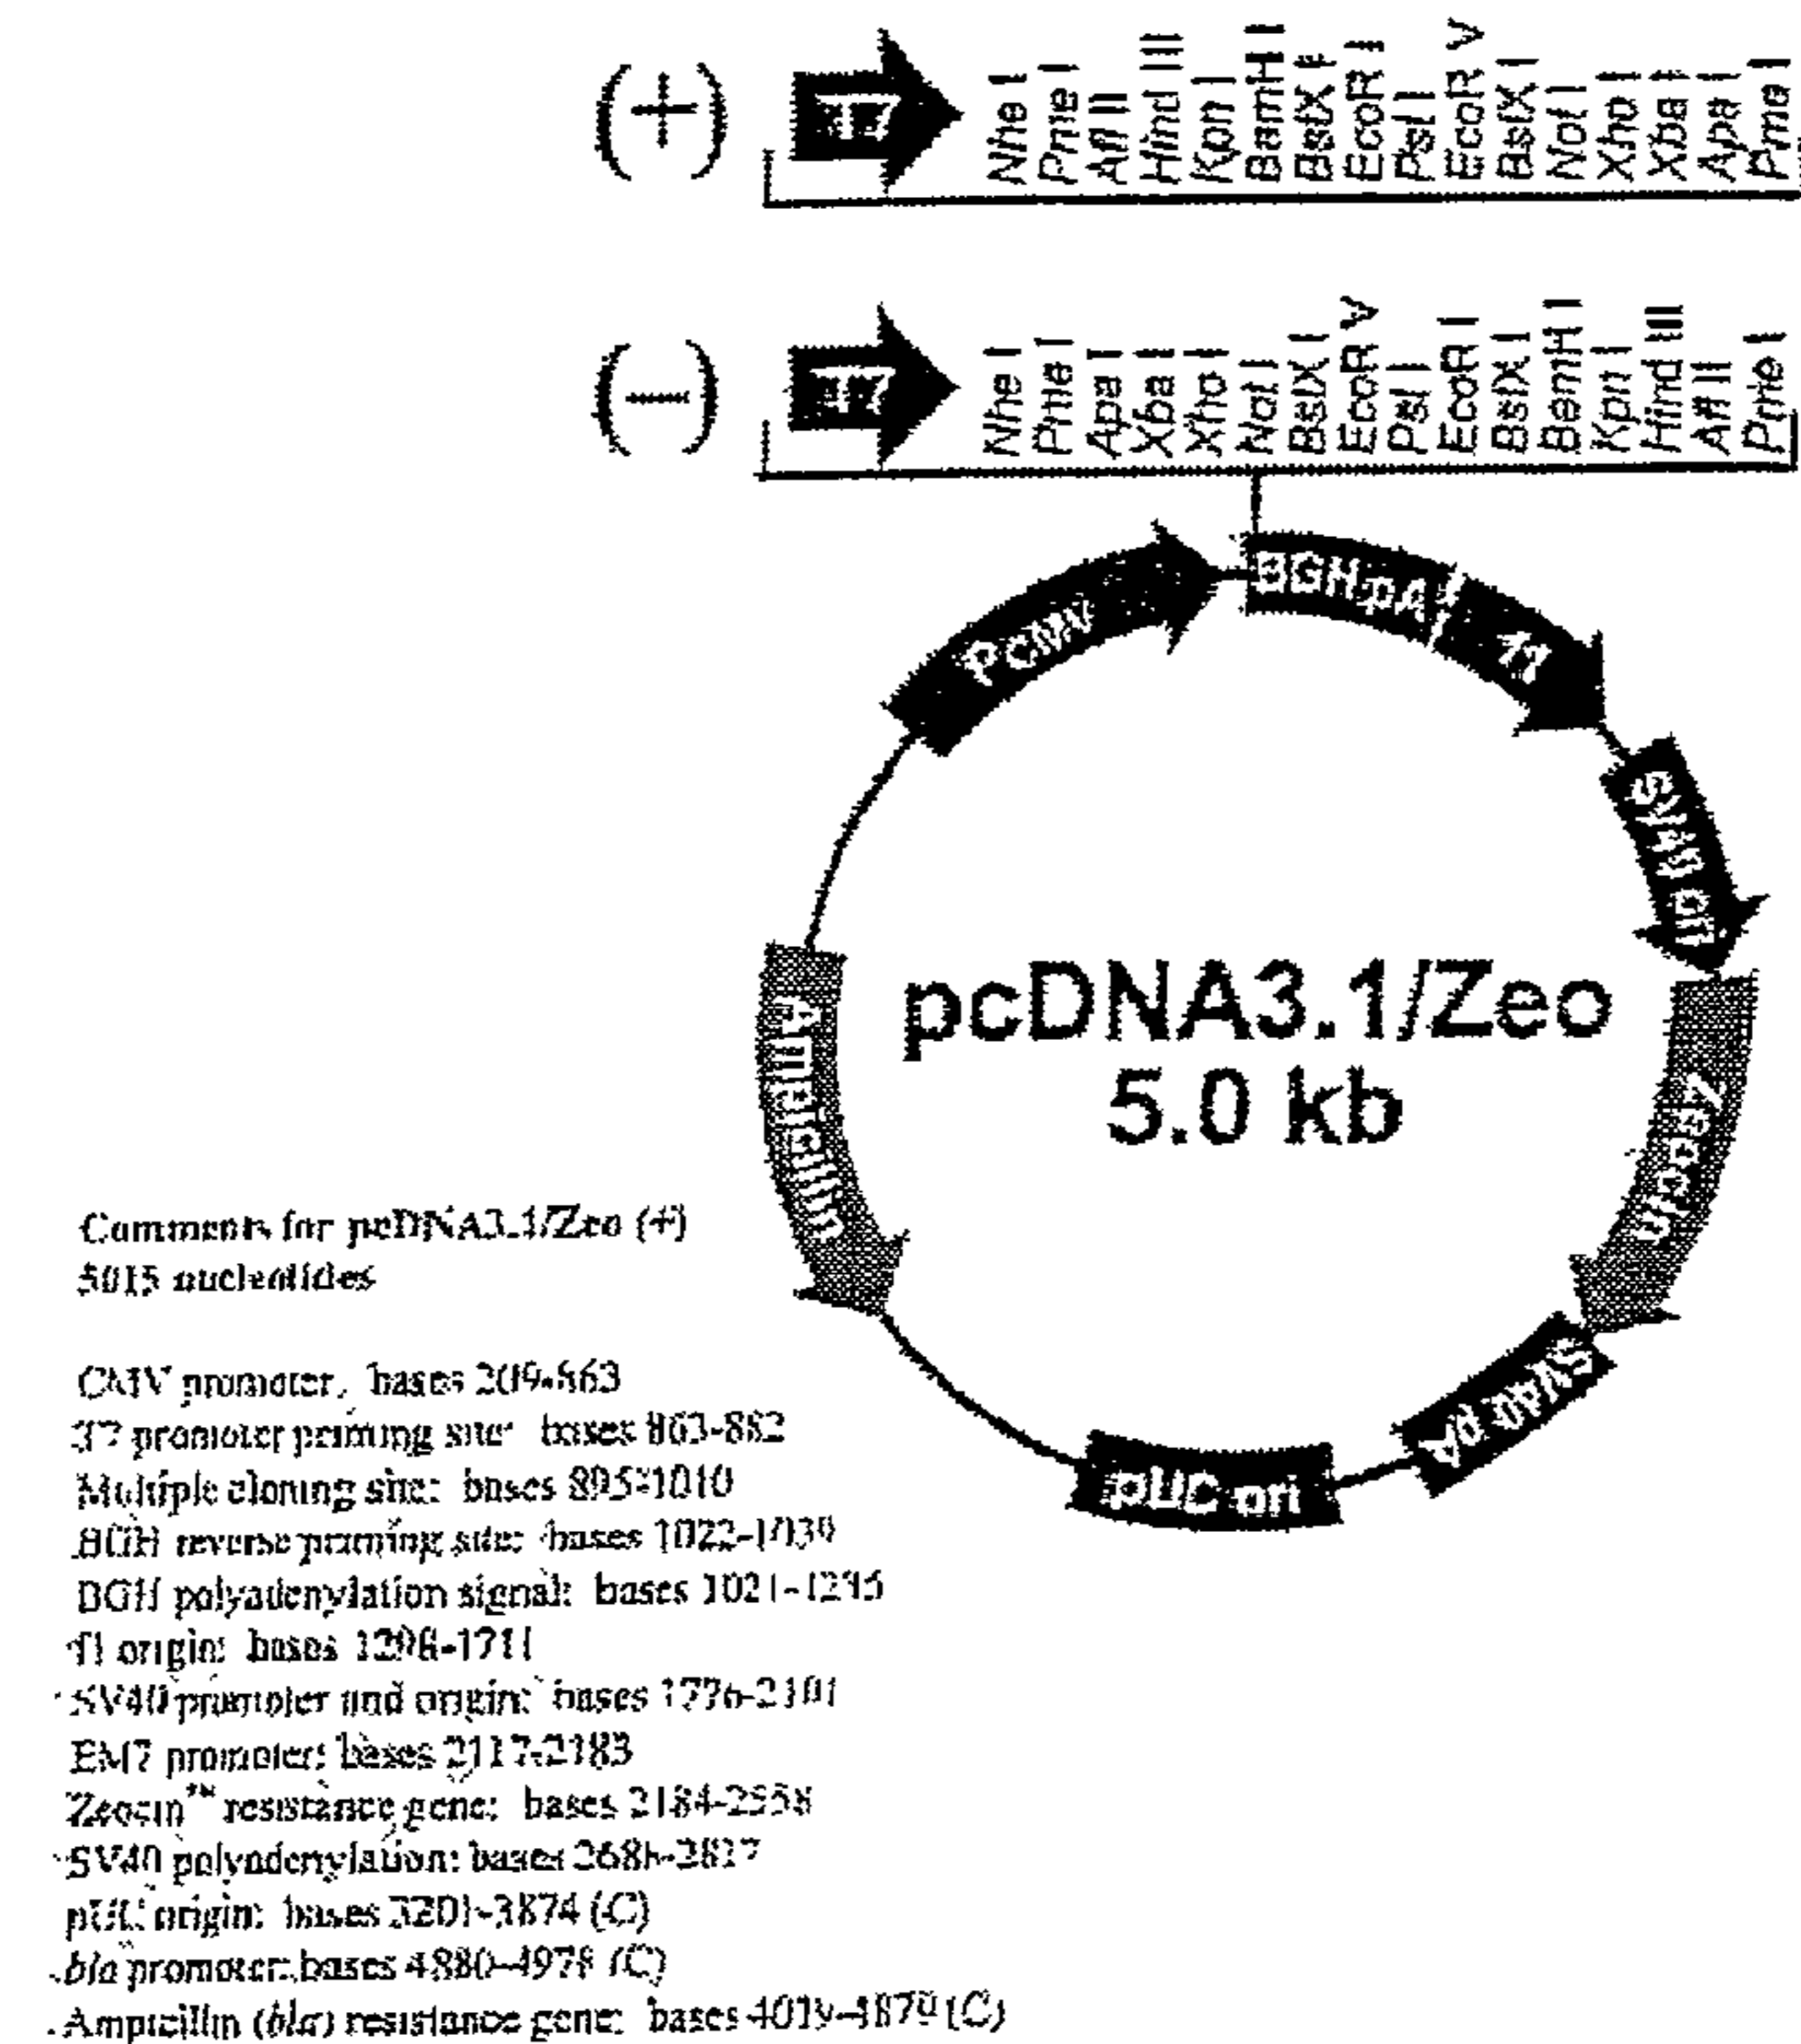 (+) T7 Nhe I Pme I Afl II Hind III Kpn I BamH I BstX I EcoR I Pst I EcoR V BstX I Not I Xho I Xba I Apa I Pme I
(–) T7 Nhe I Pme I Apa I Xba I Xho I Not I BstX I EcoR V Pst I EcoR I BstX I BamH I Kpn I Hind III Afl II Pme I
PCMV
BGH pA
f1
SV40 ori
Zeocin
SV40 pA
pUC ori
Ampicillin
pcDNA3.1/Zeo
5.0 kb
Comments for pcDNA3.1/Zeo (+)
5015 nucleotides
CMV promoter, bases 209-863
T7 promoter priming site: bases 863-882
Multiple cloning site: bases 895-1010
BGH reverse priming site: bases 1022-1039
BGH polyadenylation signal: bases
f1 origin: bases 1298-1711
SV40 promoter and origin: bases 1776-2101
EM7 promoter: bases 2117-2183
Zeocin™ resistance gene: bases 2184-2558
SV40 polyadenylation: bases
pUC origin: bases 3201-3874 (C)
bla promoter: bases 4880-4978 (C)
Ampicillin (bla) resistance gene: bases 4019-4879 (C)